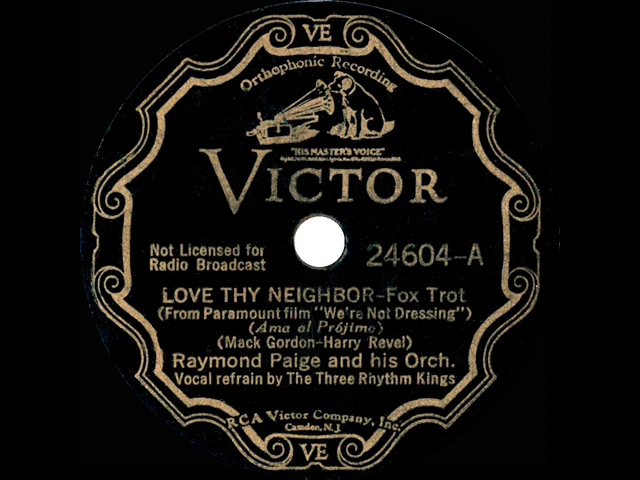 VE
Orthophonic Recording
"HIS MASTER'S VOICE"
VICTOR
Not Licensed for
Radio Broadcast
24604-A
LOVE THY NEIGHBOR-Fox Trot
(From Paramount film "We're Not Dressing")
(Ama al Prójimo)
(Mack Gordon-Harry Revel)
Raymond Paige and his Orch.
Vocal refrain by The Three Rhythm Kings
RCA Victor Company, Inc.
Camden, N.J.
VE